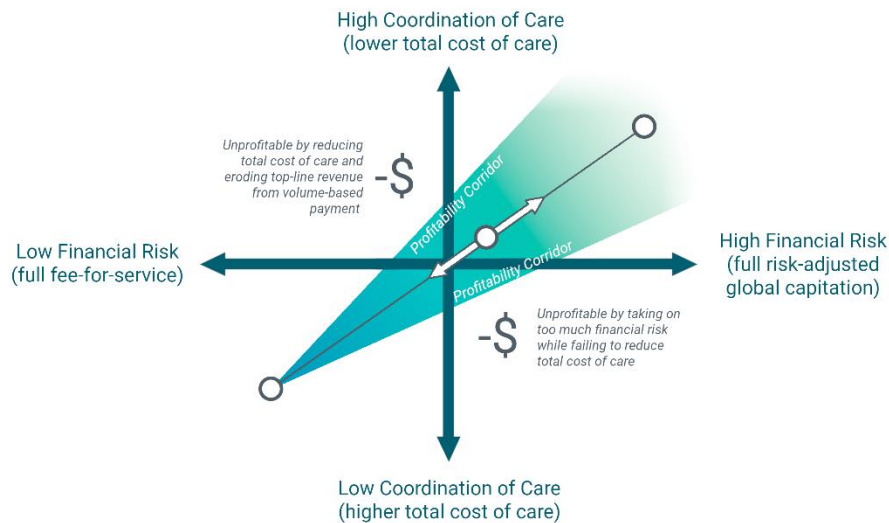 High Coordination of Care
(lower total cost of care)
Unprofitable by reducing
total cost of care and
eroding top-line revenue
from volume-based
payment
-$
Profitability Corridor
Low Financial Risk
(full fee-for-service)
High Financial Risk
(full risk-adjusted
global capitation)
Profitability Corridor
-$
Unprofitable by taking on
too much financial risk
while failing to reduce
total cost of care
Low Coordination of Care
(higher total cost of care)